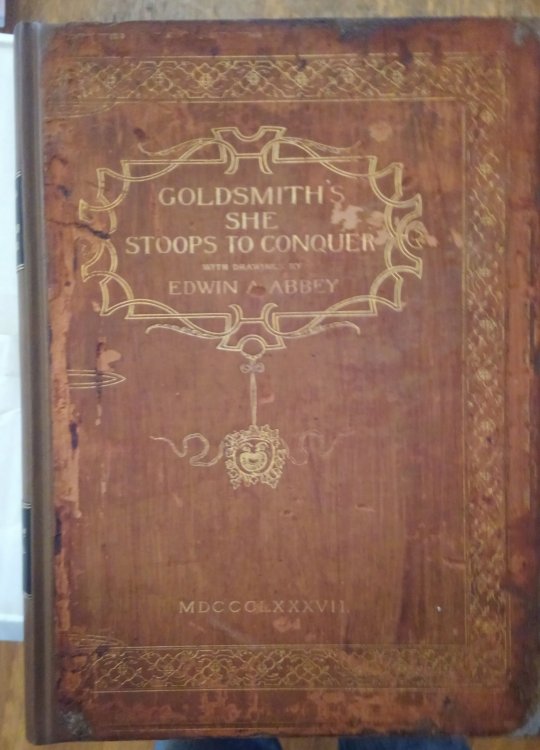 GOLDSMITH'S
SHE
STOOPS TO CONQUER
WITH DRAWINGS BY
EDWIN A. ABBEY
MDCCCLXXXVII